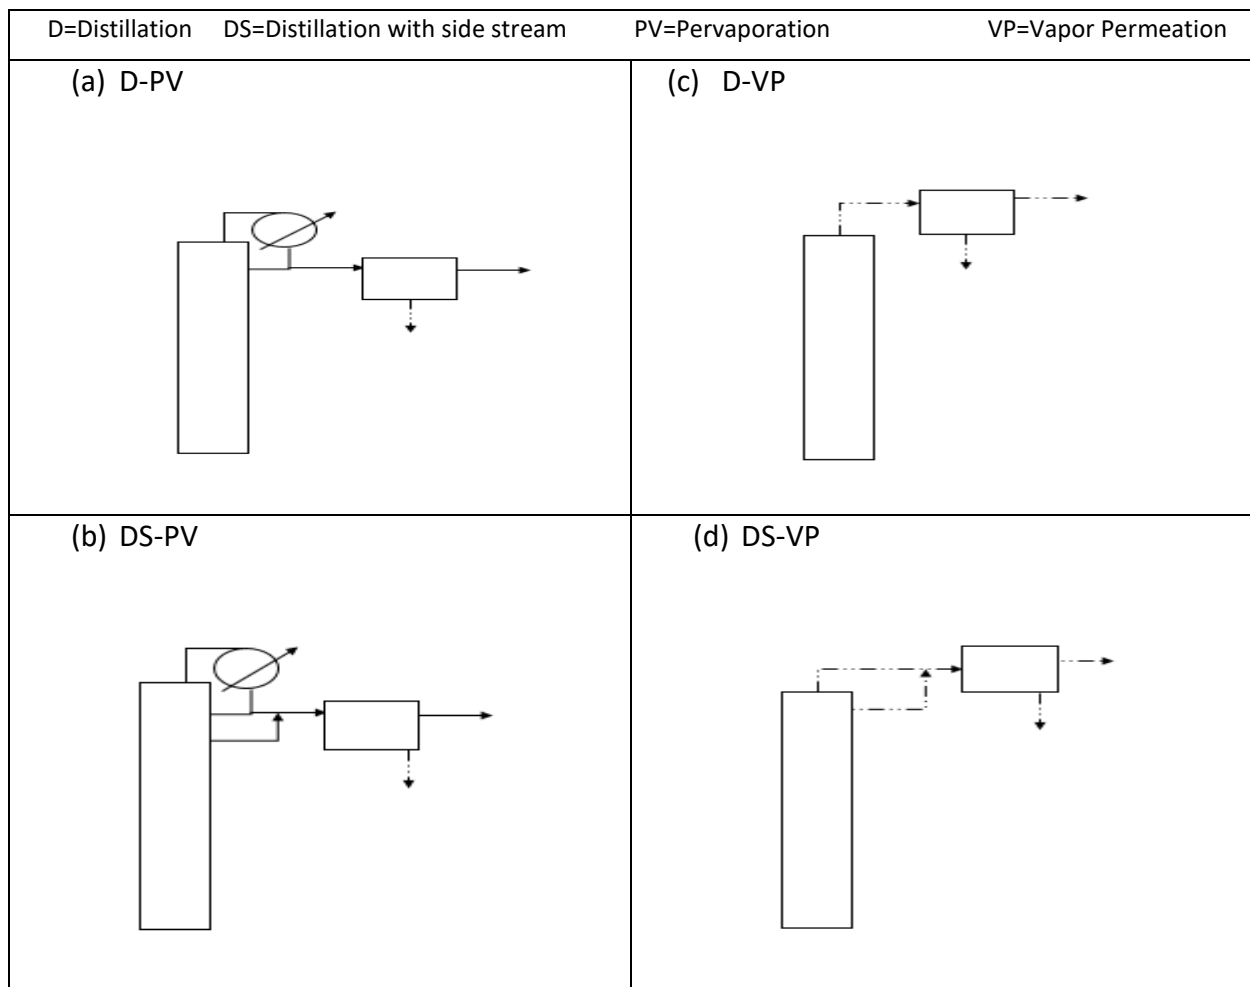 D=Distillation DS=Distillation with side stream PV=Pervaporation VP=Vapor Permeation
(a) D-PV
(c) D-VP
(b) DS-PV
(d) DS-VP